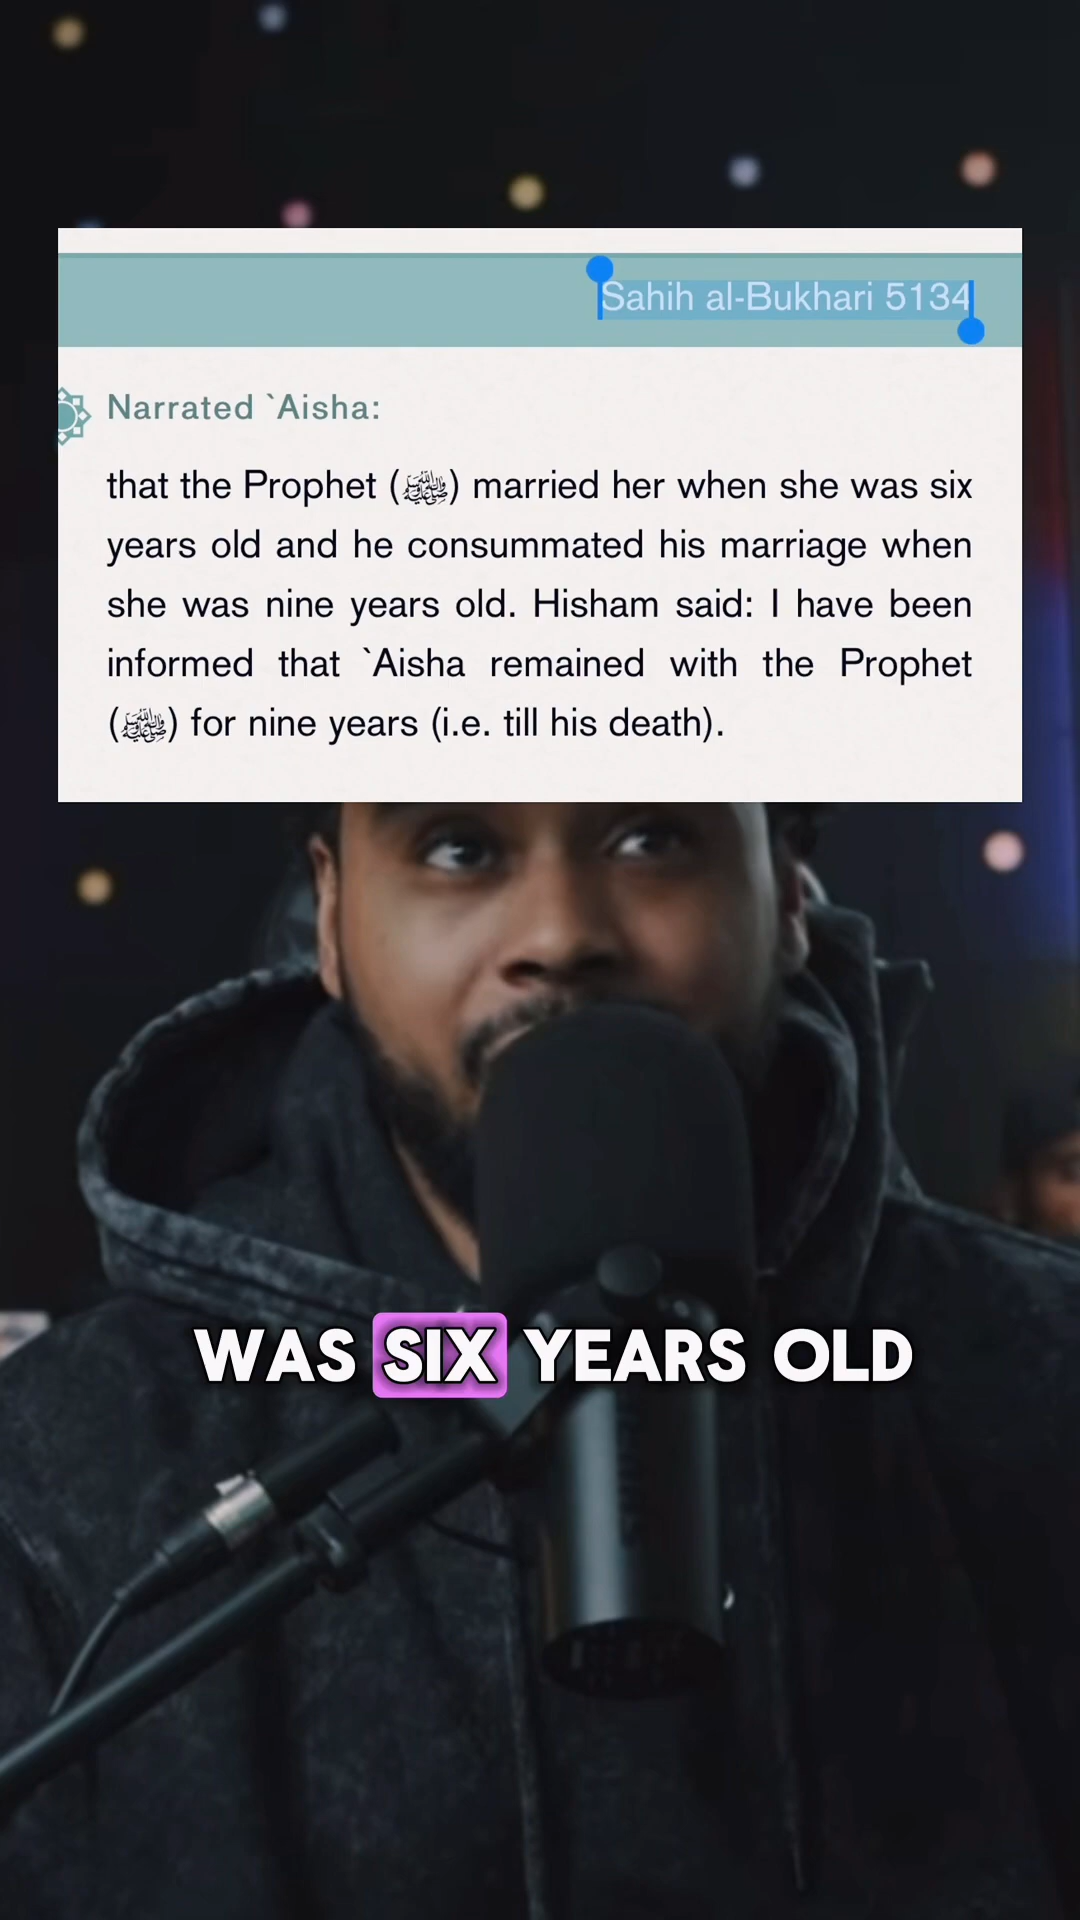 Sahih al-Bukhari 5134
Narrated `Aisha:
that the Prophet (ﷺ) married her when she was six
years old and he consummated his marriage when
she was nine years old. Hisham said: I have been
informed that `Aisha remained with the Prophet
(ﷺ) for nine years (i.e. till his death).
WAS SIX YEARS OLD